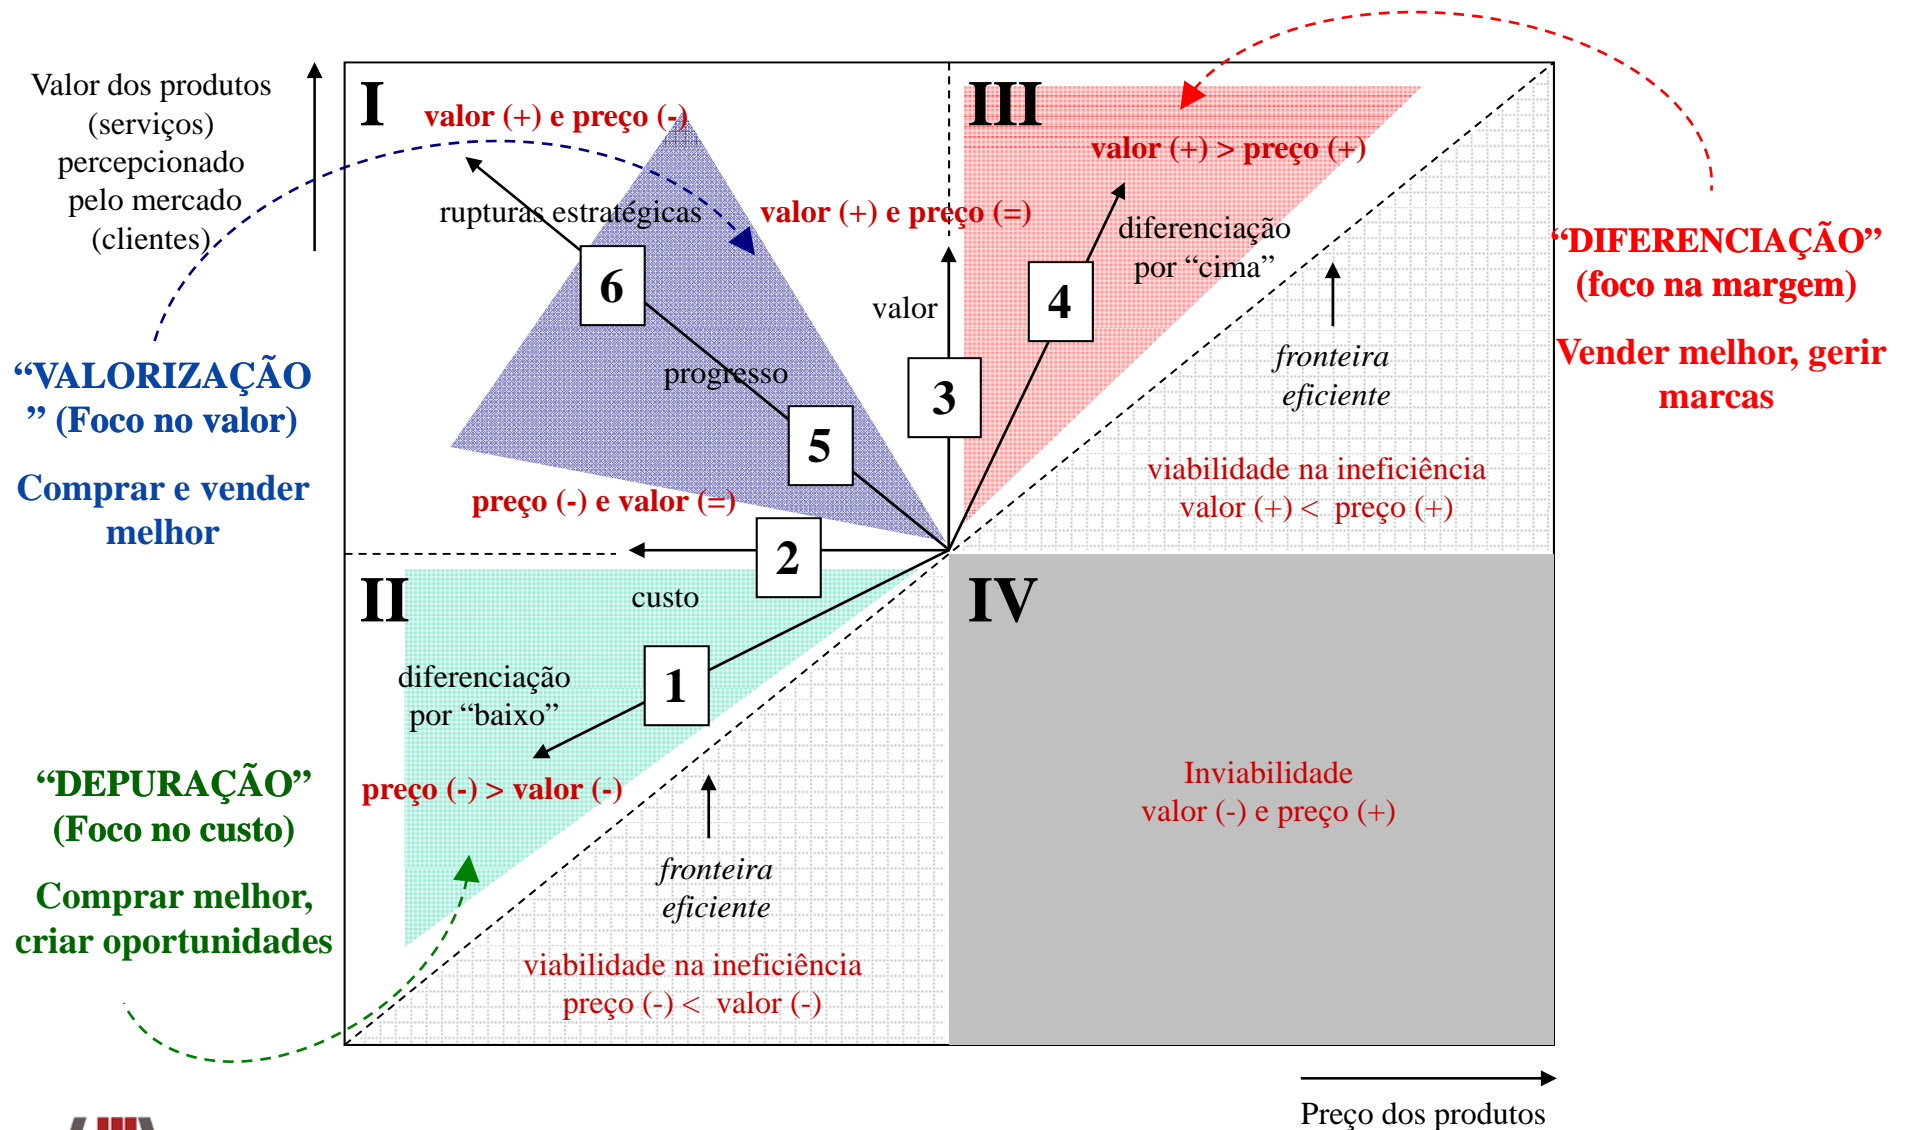 Valor dos produtos
(serviços)
percepcionado
pelo mercado
(clientes)
I
valor (+) e preço (-)
rupturas estratégicas
6
progresso
5
valor (+) e preço (=)
valor
3
III
valor (+) > preço (+)
diferenciação
por “cima”
4
fronteira
eficiente
viabilidade na ineficiência
valor (+) < preço (+)
“DIFERENCIAÇÃO”
(foco na margem)
Vender melhor, gerir
marcas
“VALORIZAÇÃO
” (Foco no valor)
Comprar e vender
melhor
preço (-) e valor (=)
2
II
custo
1
diferenciação
por “baixo”
preço (-) > valor (-)
fronteira
eficiente
viabilidade na ineficiência
preço (-) < valor (-)
IV
Inviabilidade
valor (-) e preço (+)
“DEPURAÇÃO”
(Foco no custo)
Comprar melhor,
criar oportunidades
Preço dos produtos